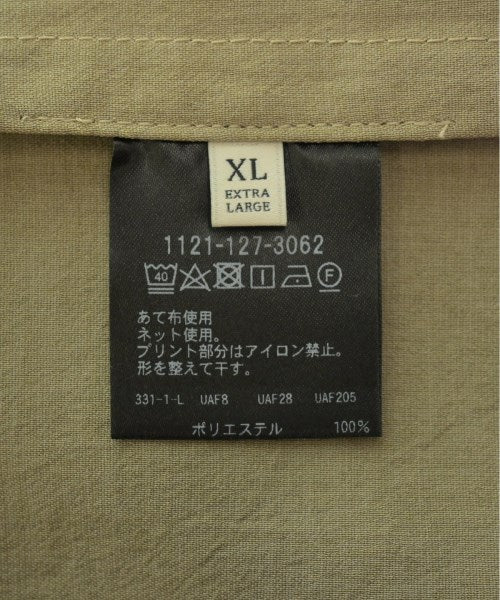 XL
EXTRA
LARGE
1121-127-3062
40
F
あて布使用
ネット使用。
プリント部分はアイロン禁止。
形を整えて干す。
331-1-L UAF8 UAF28 UAF205
ポリエステル 100%